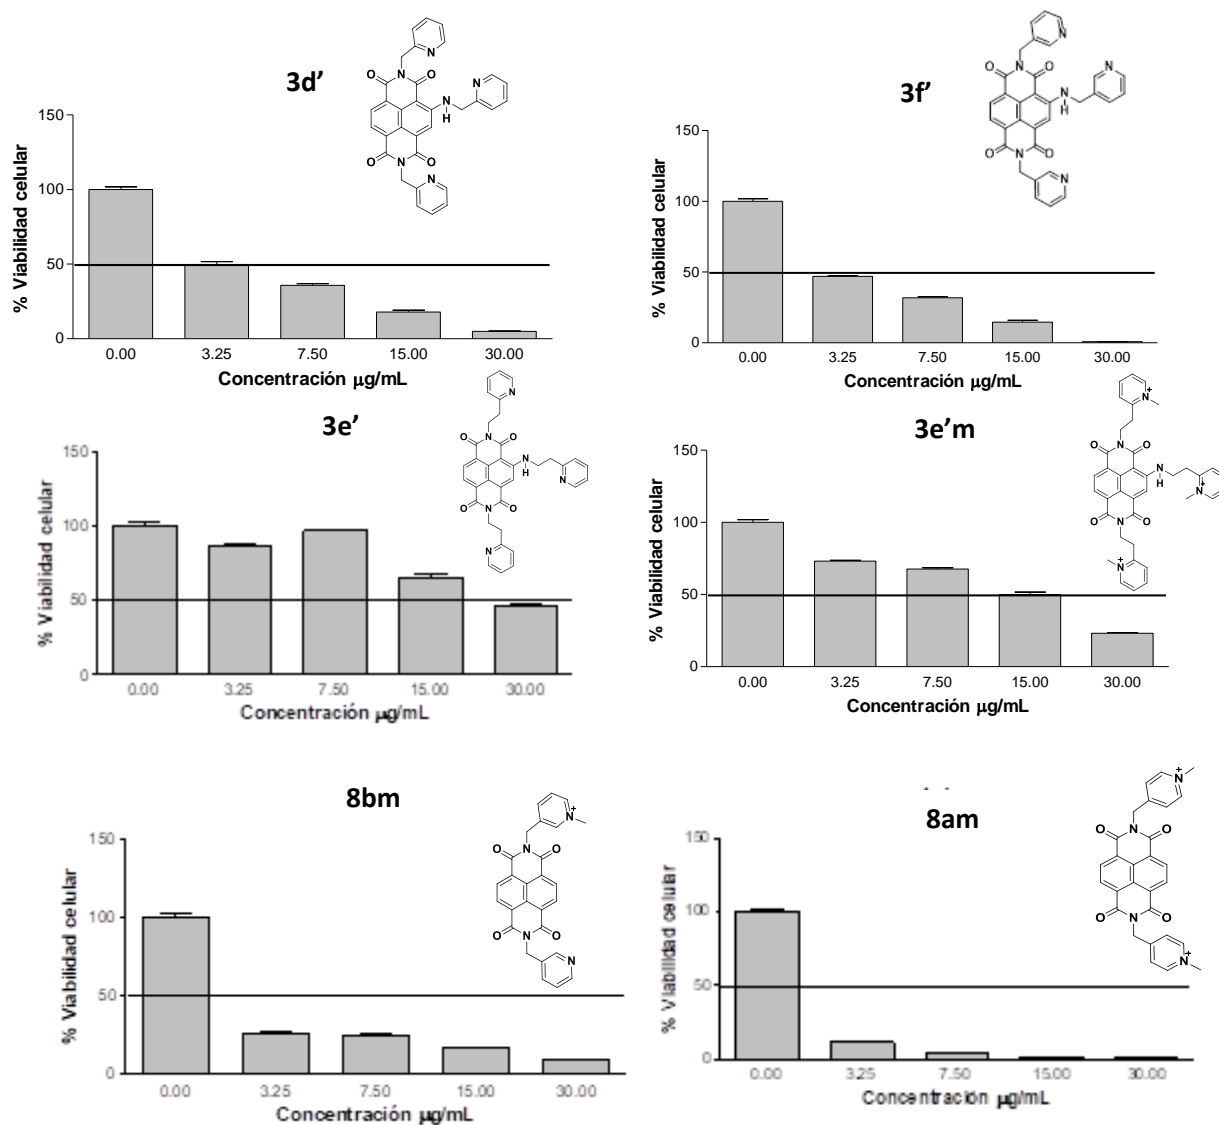 3d’
N
N
N
O
O
N
H
O
O
N
N
150
100
50
0
% Viabilidad celular
0.00 3.25 7.50 15.00 30.00
Concentración µg/mL
3f’
N
N
N
O
O
N
H
O
O
N
N
150
100
50
0
% Viabilidad celular
0.00 3.25 7.50 15.00 30.00
Concentración µg/mL
3e’
N
N
O
O
N
H
N
O
O
N
N
150
100
50
0
% Viabilidad celular
0.00 3.25 7.50 15.00 30.00
Concentración µg/mL
3e’m
N+
N
O
O
N
H
N+
O
O
N
N+
150
100
50
0
% Viabilidad celular
0.00 3.25 7.50 15.00 30.00
Concentración µg/mL
8bm
N+
N
O
O
O
O
N
N
150
100
50
0
% Viabilidad celular
0.00 3.25 7.50 15.00 30.00
Concentración µg/mL
8am
N+
N
O
O
O
O
N
N+
150
100
50
0
% Viabilidad celular
0.00 3.25 7.50 15.00 30.00
Concentración µg/mL